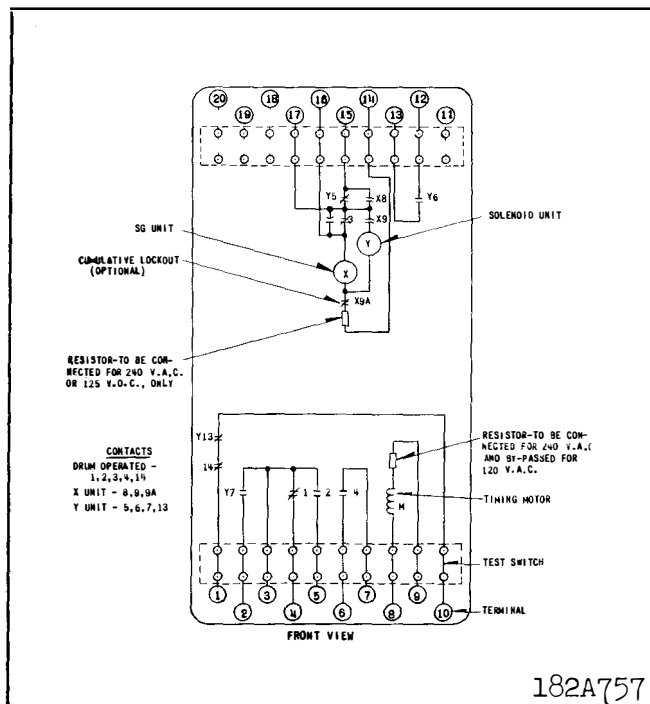 20 18 16 15 14 12
19 17 13 11
Y5 X8 Y6
3 X9
SG UNIT
SOLENOID UNIT
Y
CUMULATIVE LOCKOUT
(OPTIONAL)
X
X9A
RESISTOR-TO BE CON-
NECTED FOR 240 V.A.C.
OR 125 V.D.C., ONLY
Y13
CONTACTS
DRUM OPERATED -
1,2,3,4,14
X UNIT - 8,9,9A
Y UNIT - 5,6,7,13
14
Y7 1 2 4
RESISTOR-TO BE CON-
NECTED FOR 240 V.A.(
AND BY-PASSED FOR
120 V.A.C.
TIMING MOTOR
M
TEST SWITCH
1 3 5 7 9
2 4 6 8 10
TERMINAL
FRONT VIEW
182A757